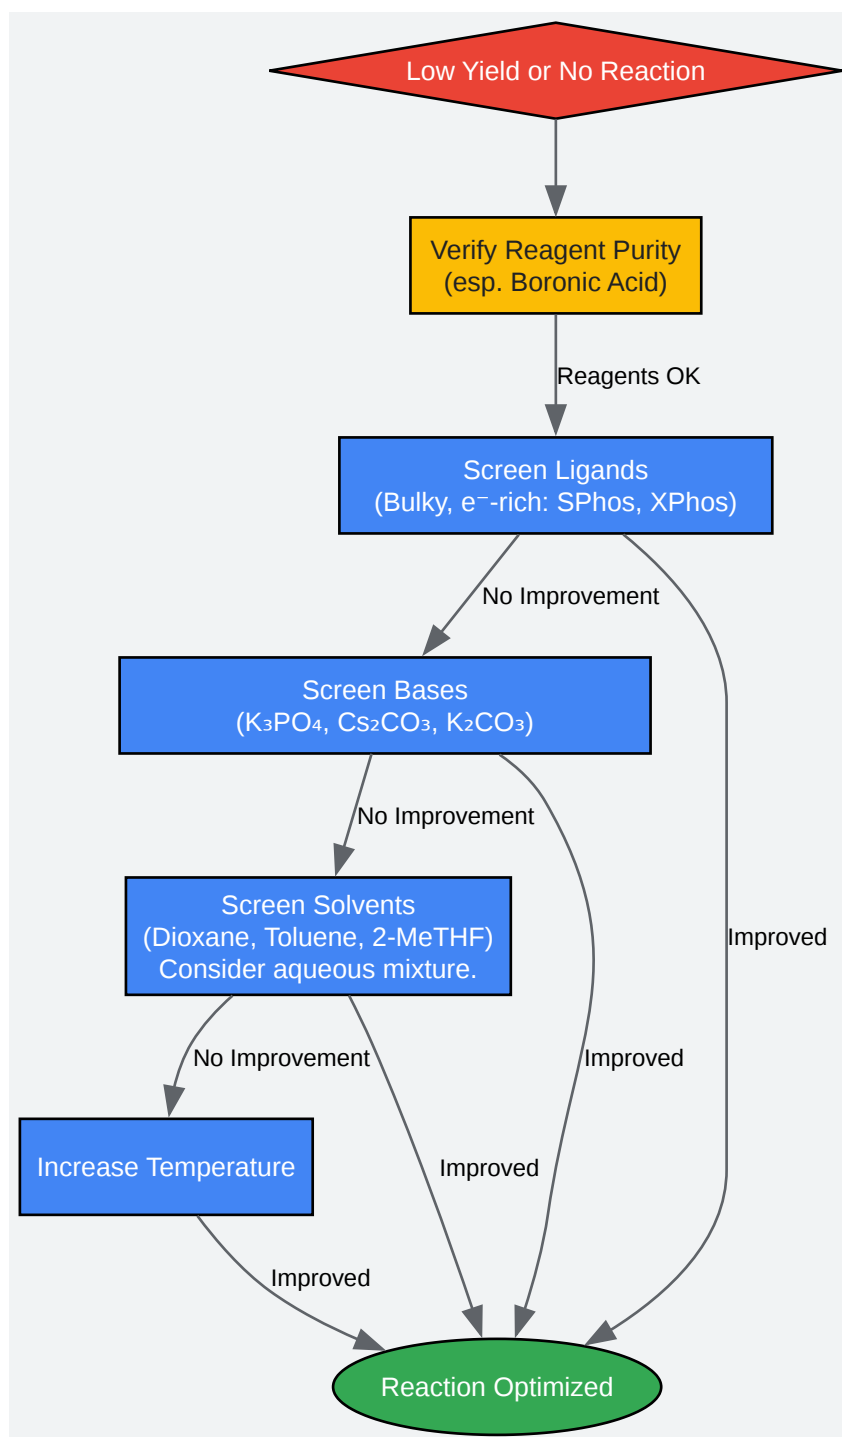 Low Yield or No Reaction
Verify Reagent Purity
(esp. Boronic Acid)
Reagents OK
Screen Ligands
(Bulky, e⁻-rich: SPhos, XPhos)
No Improvement
Screen Bases
(K₃PO₄, Cs₂CO₃, K₂CO₃)
No Improvement
Screen Solvents
(Dioxane, Toluene, 2-MeTHF)
Consider aqueous mixture.
Improved
No Improvement
Improved
Increase Temperature
Improved
Improved
Reaction Optimized